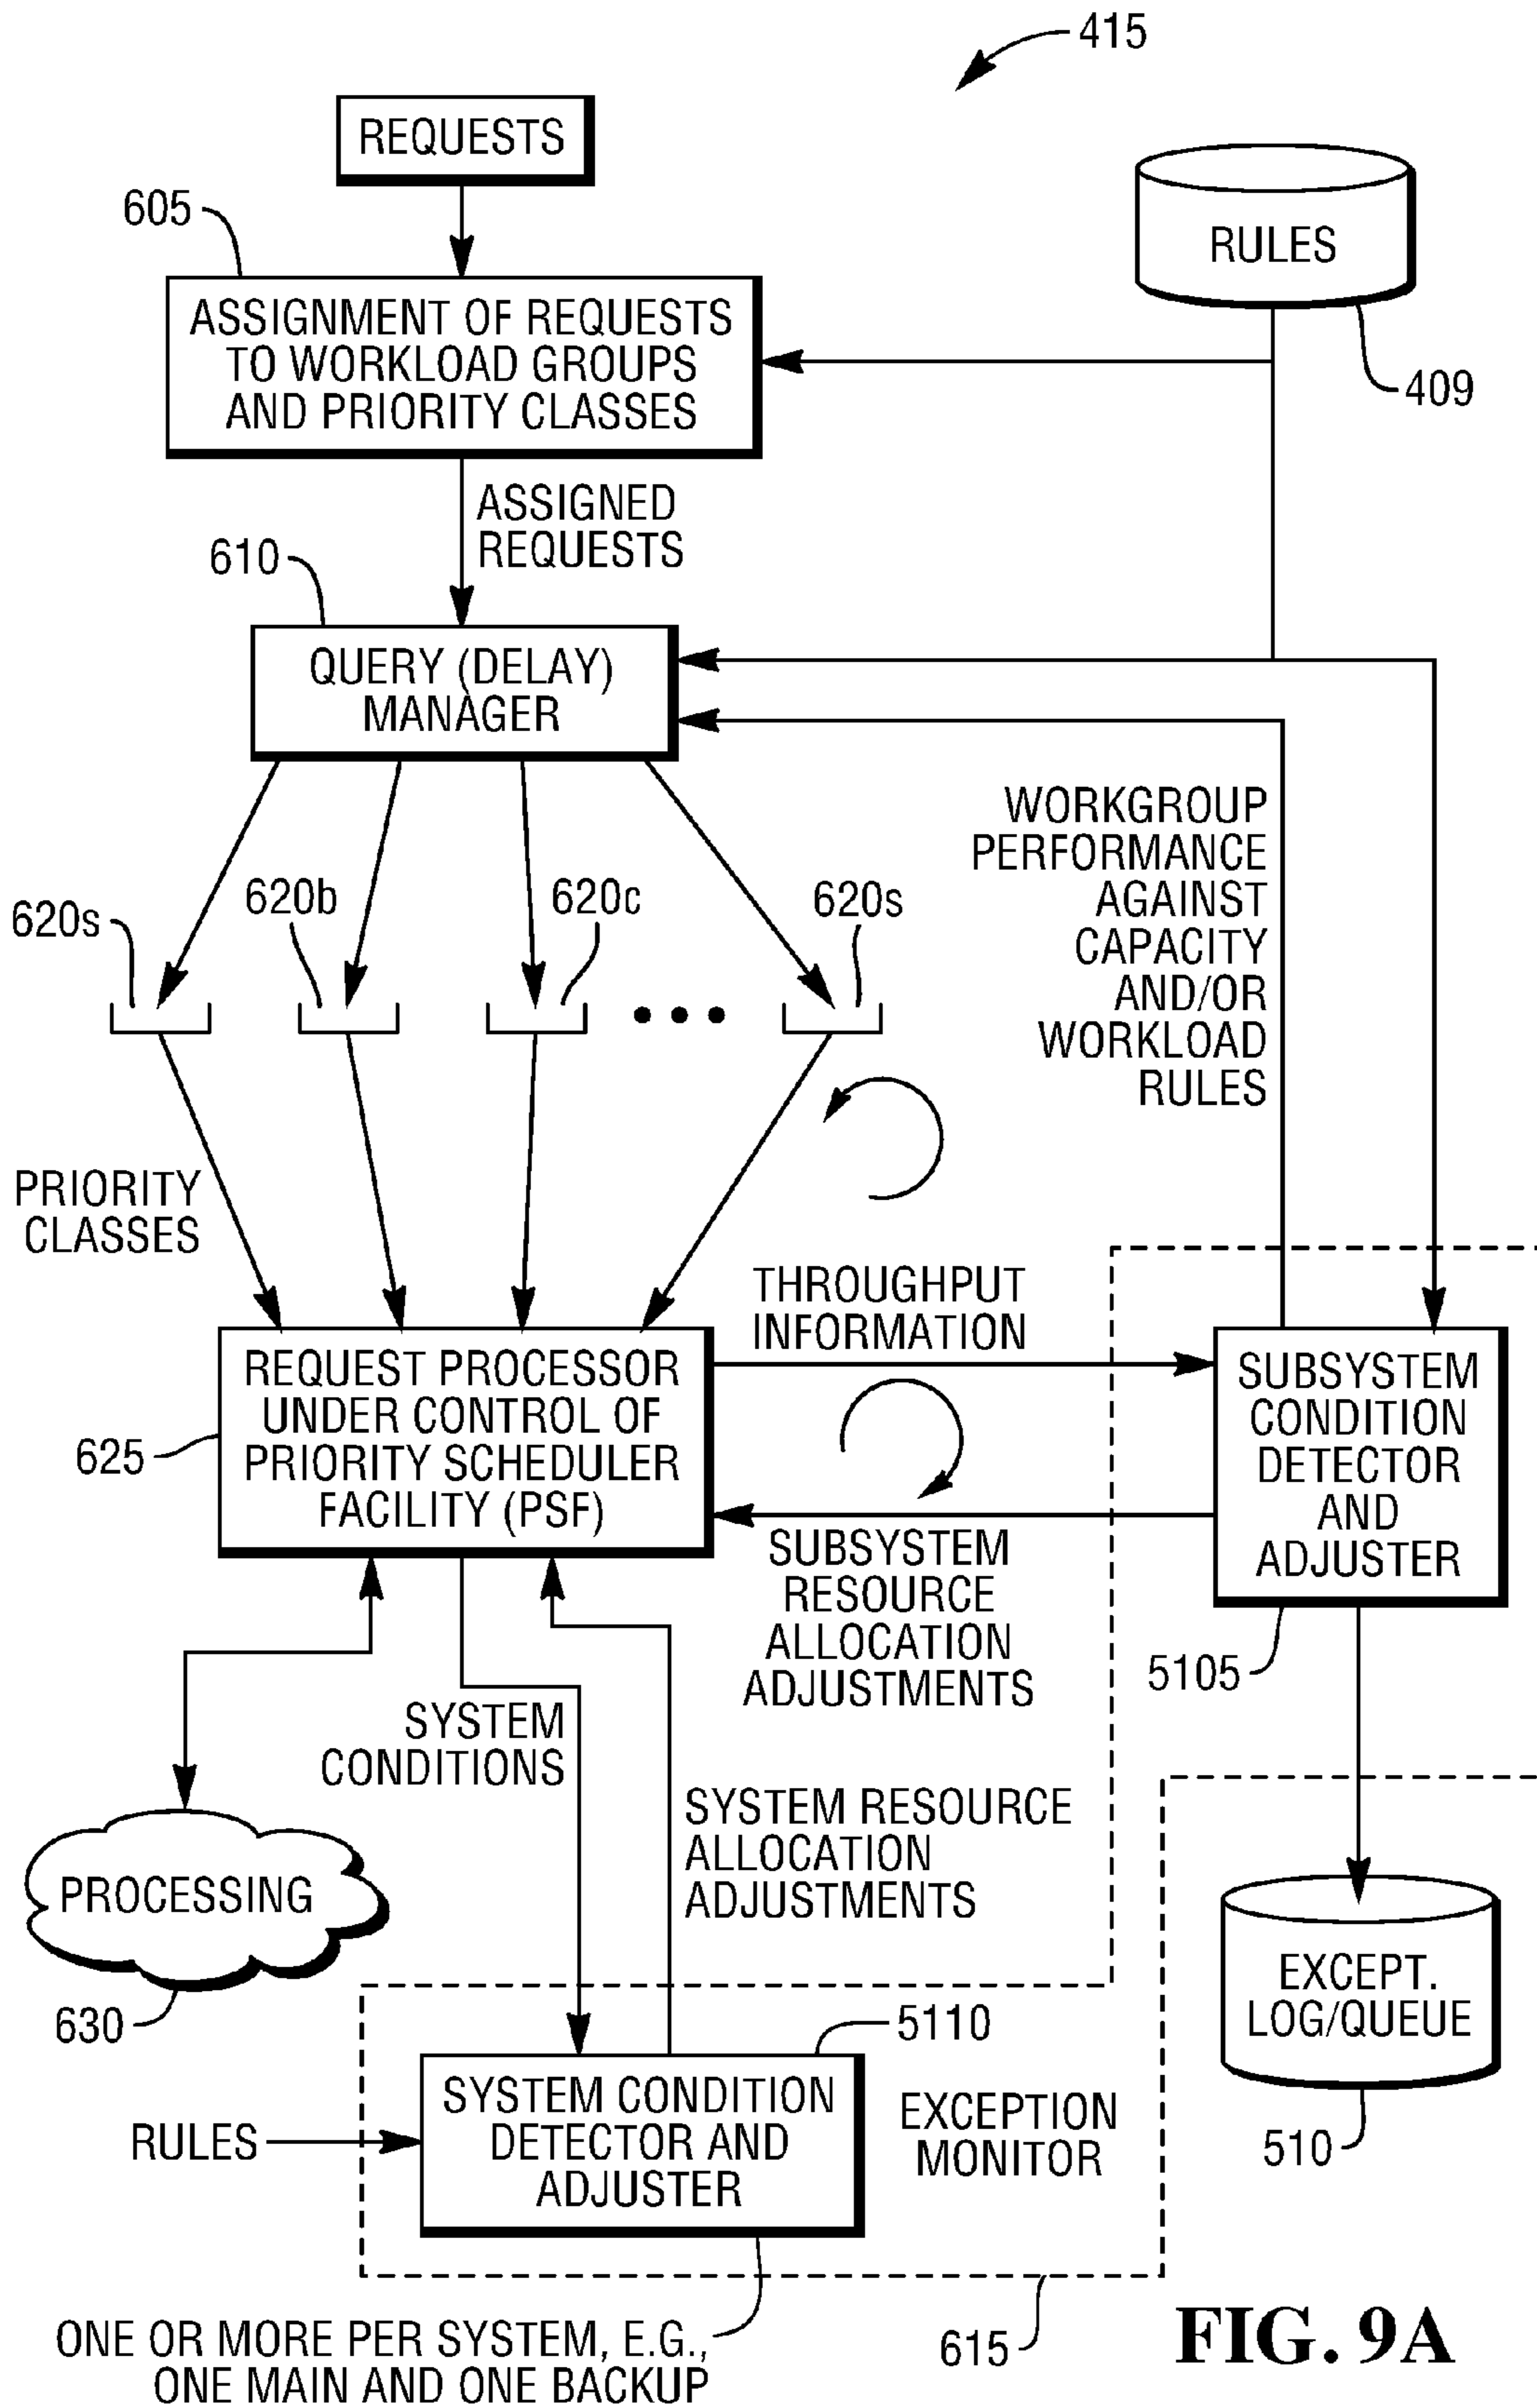 415
REQUESTS
605
RULES
ASSIGNMENT OF REQUESTS
TO WORKLOAD GROUPS
AND PRIORITY CLASSES
409
ASSIGNED
REQUESTS
610
QUERY (DELAY)
MANAGER
WORKGROUP
PERFORMANCE
AGAINST
CAPACITY
AND/OR
WORKLOAD
RULES
620s
620b
620c
620s
PRIORITY
CLASSES
THROUGHPUT
INFORMATION
REQUEST PROCESSOR
UNDER CONTROL OF
PRIORITY SCHEDULER
FACILITY (PSF)
625
SUBSYSTEM
CONDITION
DETECTOR
AND
ADJUSTER
SUBSYSTEM
RESOURCE
ALLOCATION
ADJUSTMENTS
5105
SYSTEM
CONDITIONS
SYSTEM RESOURCE
ALLOCATION
ADJUSTMENTS
PROCESSING
630
EXCEPT.
LOG/QUEUE
510
5110
SYSTEM CONDITION
DETECTOR AND
ADJUSTER
EXCEPTION
MONITOR
RULES
ONE OR MORE PER SYSTEM, E.G.,
ONE MAIN AND ONE BACKUP
615
FIG. 9A